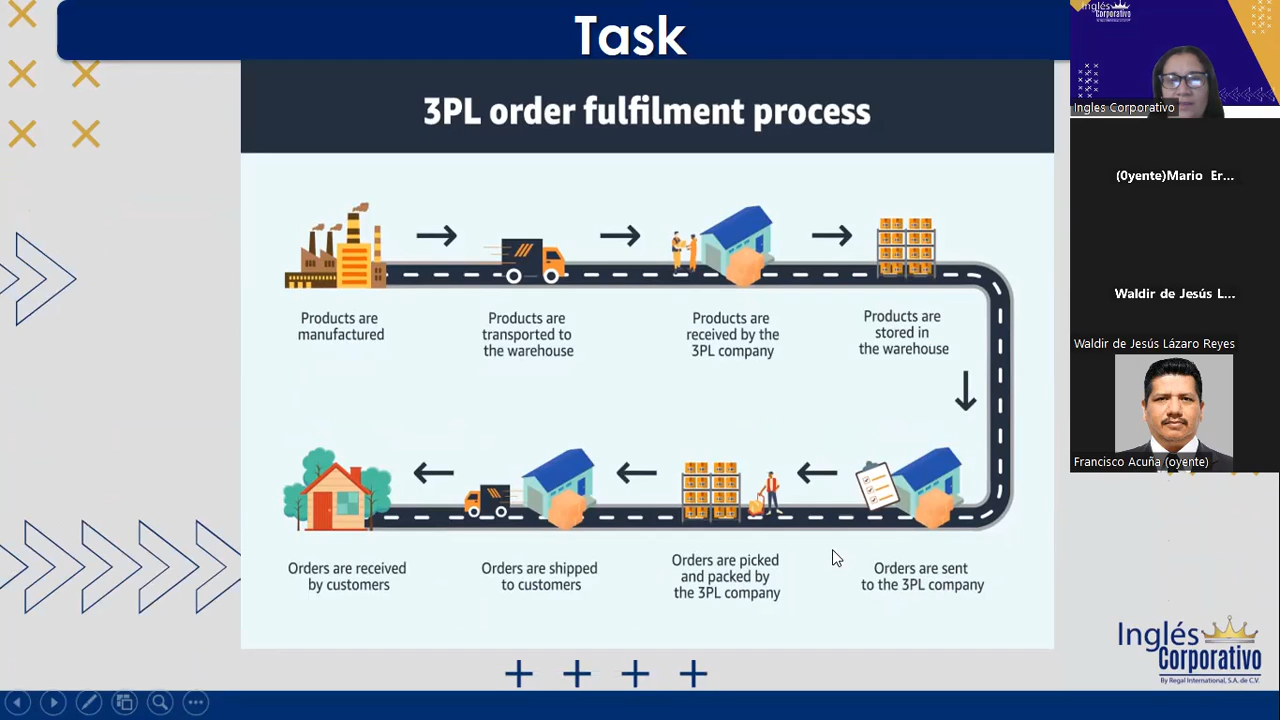 Task
3PL order fulfilment process
Products are
manufactured
Products are
transported to
the warehouse
Products are
received by the
3PL company
Products are
stored in
the warehouse
Orders are received
by customers
Orders are shipped
to customers
Orders are picked
and packed by
the 3PL company
Orders are sent
to the 3PL company
Inglés
Corporativo
By Regal International, S.A. de C.V.
Inglés
Corporativo
Ingles Corporativo
(0yente)Mario Er...
Waldir de Jesús L...
Waldir de Jesús Lázaro Reyes
Francisco Acuña (oyente)